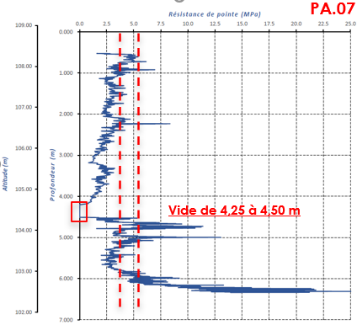 PA.07
Résistance de pointe (MPa)
0.0 2.5 5.0 7.5 10.0 12.5 15.0 17.5 20.0 22.5 25.0
109.00 0.000
108.00 1.000
107.00 2.000
106.00 3.000
105.00 4.000
104.00 5.000
103.00 6.000
102.00 7.000
Altitude (m)
Profondeur (m)
Vide de 4,25 à 4,50 m